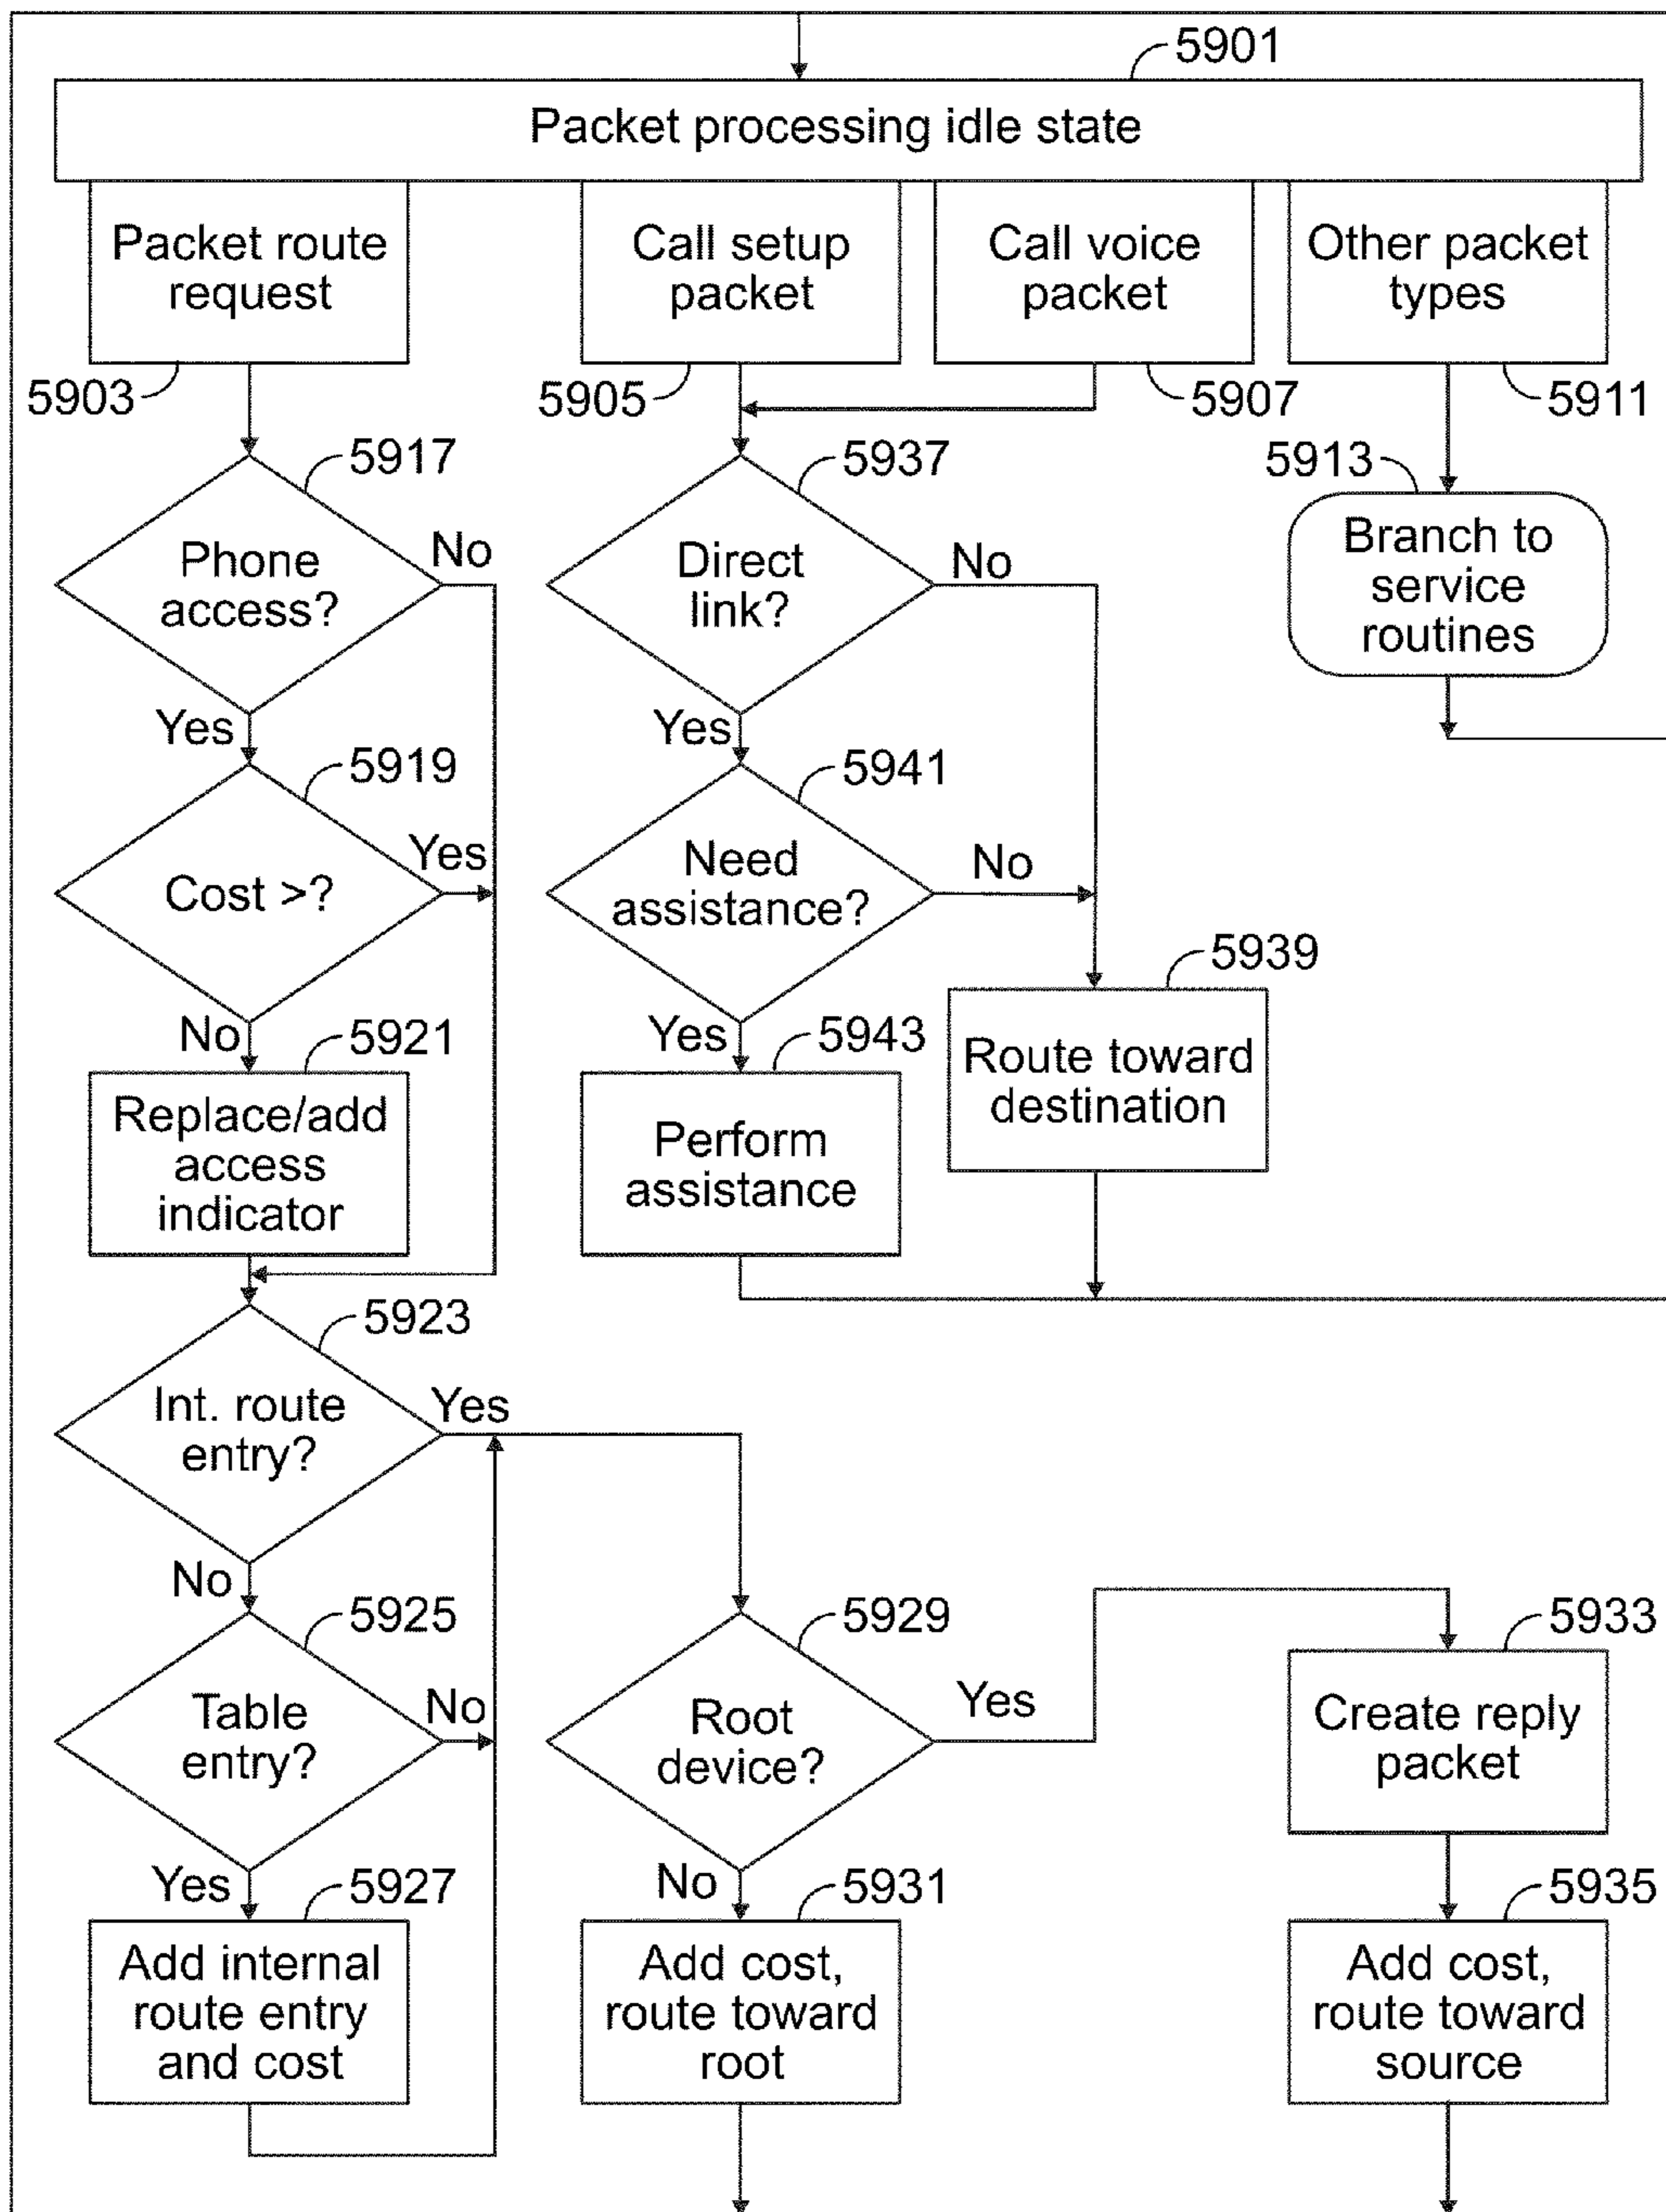 5901
Packet processing idle state
Packet route
request
Call setup
packet
Call voice
packet
Other packet
types
5903
5905
5907
5911
5917
5937
5913
Phone
access?
No
Direct
link?
No
Branch to
service
routines
Yes
Yes
5919
5941
Cost >?
Yes
Need
assistance?
No
5939
No
5921
Yes
5943
Route toward
destination
Replace/add
access
indicator
Perform
assistance
5923
Int. route
entry?
Yes
No
5925
5929
5933
Table
entry?
No
Root
device?
Yes
Create reply
packet
Yes
5927
No
5931
5935
Add internal
route entry
and cost
Add cost,
route toward
root
Add cost,
route toward
source